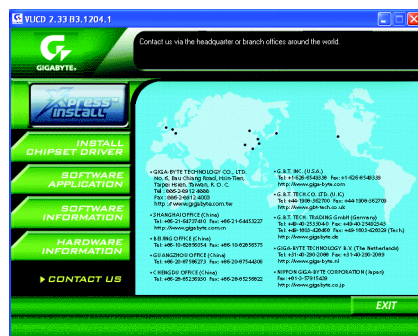 VUCD 2.33 B3.1204.1
Contact us via the headquarter or branch offices around the world.
GIGABYTE
Xpress Install
INSTALL CHIPSET DRIVER
SOFTWARE APPLICATION
SOFTWARE INFORMATION
HARDWARE INFORMATION
CONTACT US
• GIGA-BYTE TECHNOLOGY CO., LTD.
No. 6, Bau Chiang Road, Hsin-Tien,
Taipei Hsien, Taiwan, R. O. C.
Tel : 886-2-8912 4888
Fax : 886-2-8912 4003
http://www.gigabyte.com.tw
• SHANGHAI OFFICE (China)
http://www.gigabyte.com.cn
• BEIJING OFFICE (China)
• GUANGZHOU OFFICE (China)
• CHENGDU OFFICE (China)
• G.B.T. INC. (U.S.A.)
http://www.giga-byte.com
• G.B.T. TECH. CO. LTD. (U.K.)
http://www.gbt-tech.co.uk
• G.B.T. TECH. TRADING GmbH (Germany)
http://www.gigabyte.de
• GIGA-BYTE TECHNOLOGY B.V. (The Netherlands)
http://www.giga-byte.nl
• NIPPON GIGA-BYTE CORPORATION (Japan)
http://www.gigabyte.co.jp
EXIT